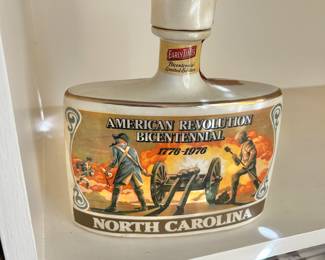 EARLY TIMES
Bicentennial
Limited Edition
AMERICAN REVOLUTION
BICENTENNIAL
1776-1976
NORTH CAROLINA